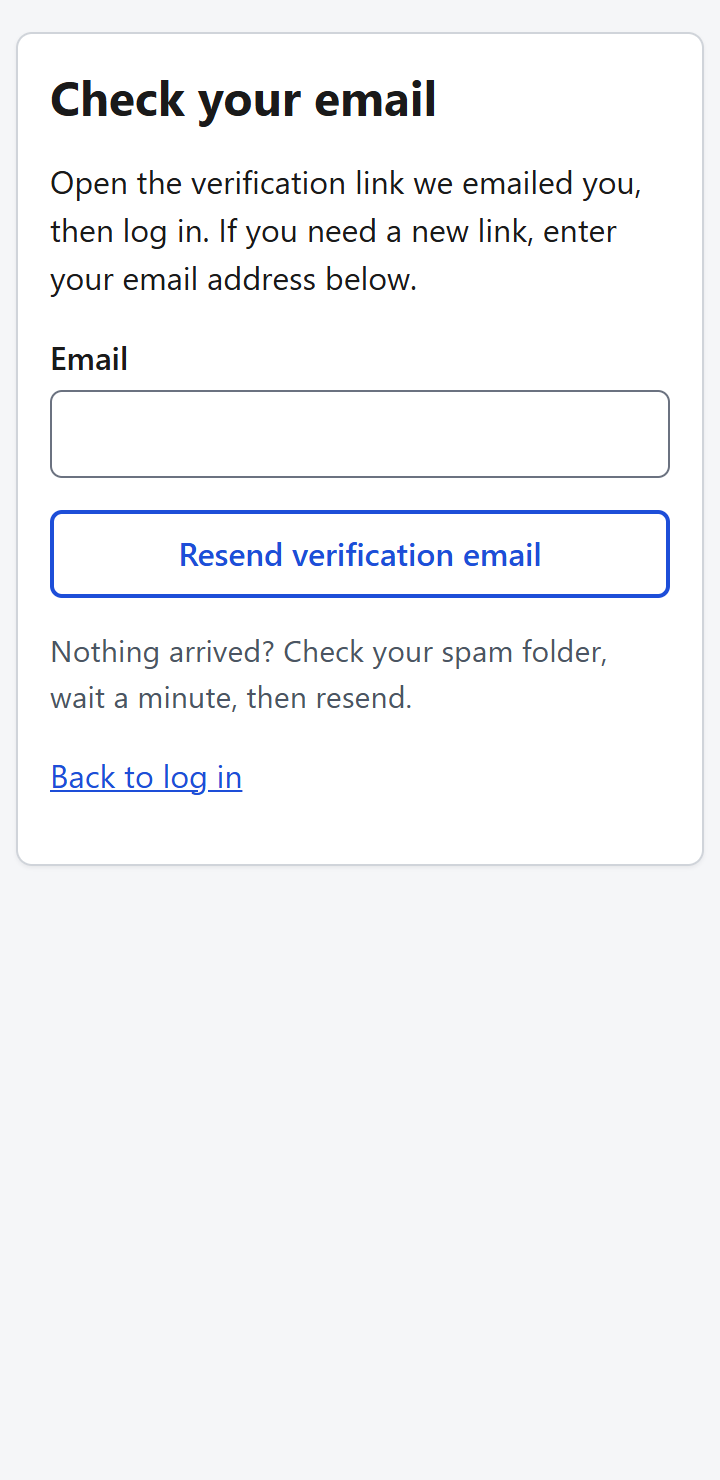 Check your email
Open the verification link we emailed you,
then log in. If you need a new link, enter
your email address below.
Email
Resend verification email
Nothing arrived? Check your spam folder,
wait a minute, then resend.
Back to log in